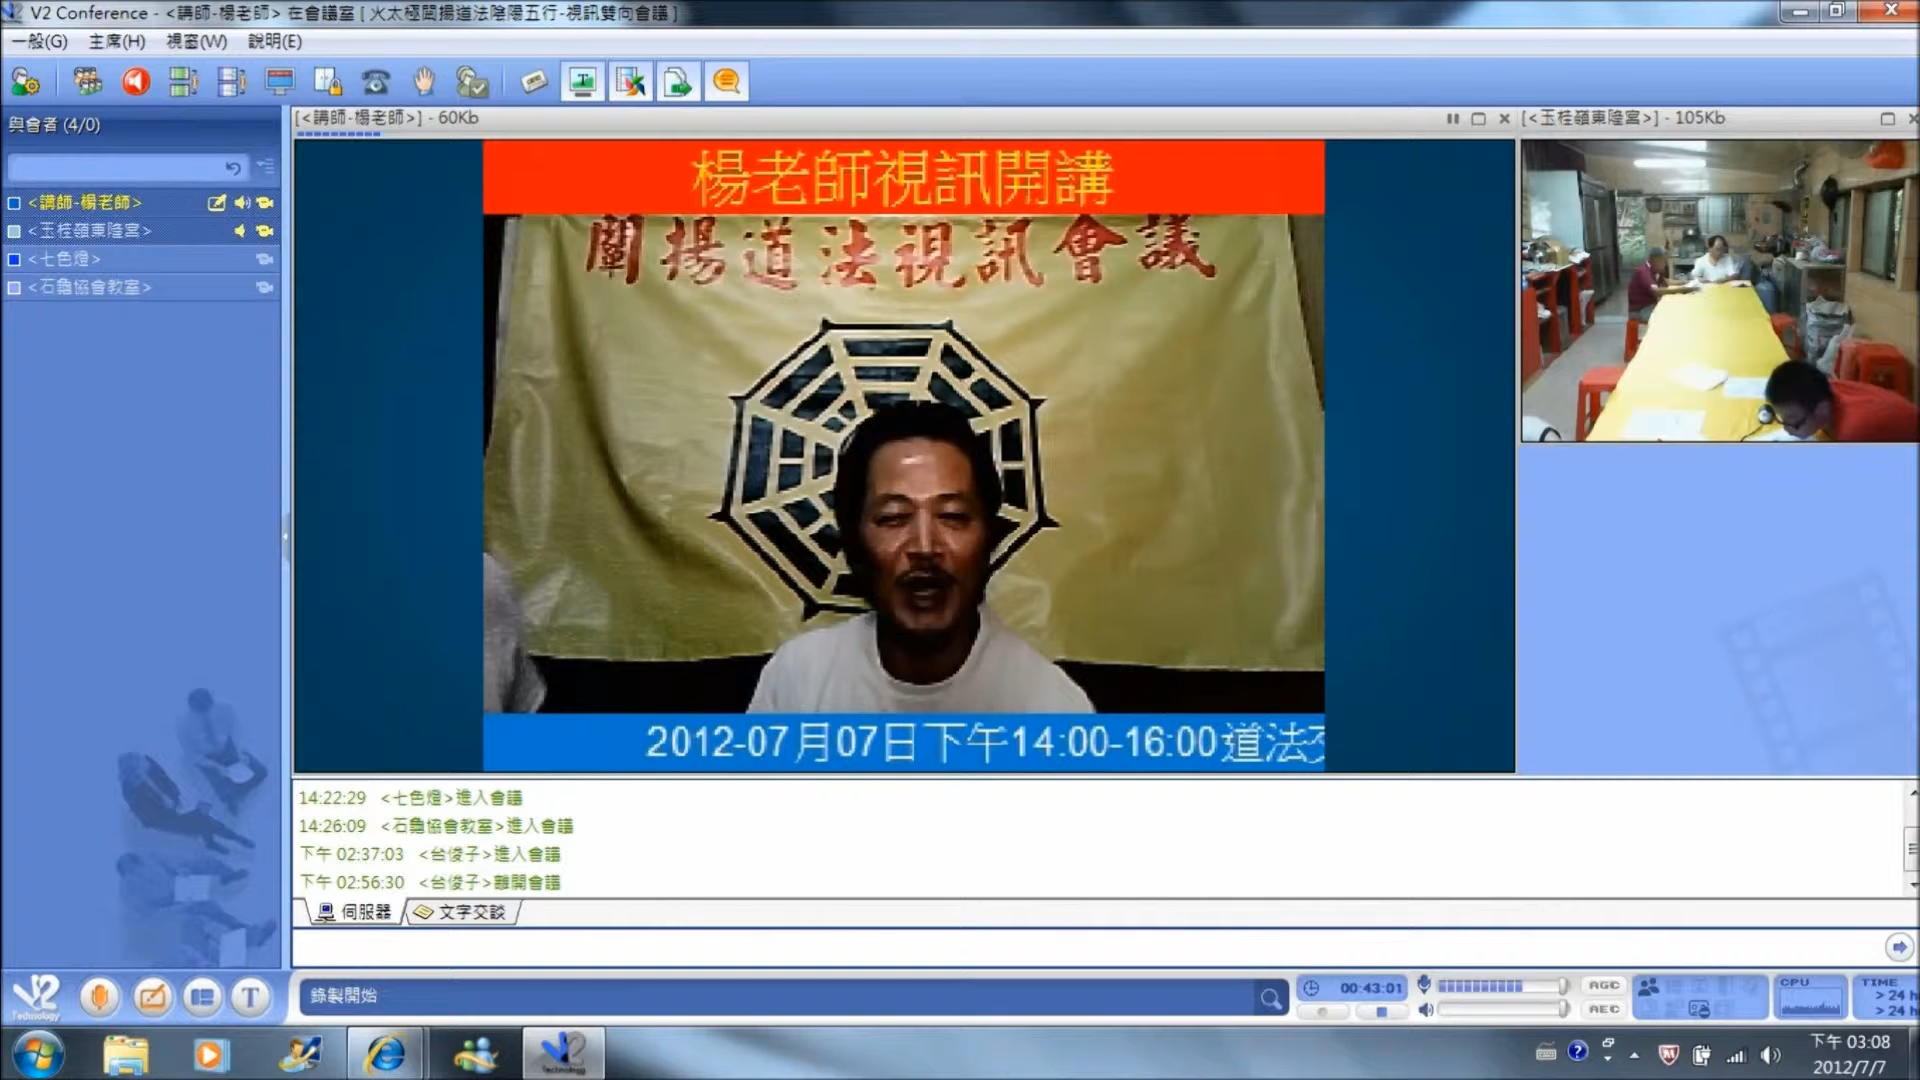 V2 Conference - <講師-楊老師> 在會議室 [ 火太極闡揚道法陰陽五行-視訊雙向會議 ]
一般(G) 主席(H) 視窗(W) 說明(E)
與會者 (4/0)
<講師-楊老師>
<玉桂嶺東隆宮>
<七色燈>
<石龜協會教室>
[<講師-楊老師>] - 60Kb
[<玉桂嶺東隆宮>] - 105Kb
楊老師視訊開講
闡揚道法視訊會議
2012-07月07日下午14:00-16:00道法
14:22:29 <七色燈>進入會議
14:26:09 <石龜協會教室>進入會議
下午 02:37:03 <台俊子>進入會議
下午 02:56:30 <台俊子>離開會議
伺服器 文字交談
V2 Technology
T
錄製開始
00:43:01
AGC
AEC
CPU
TIME
> 24 h
> 24 h
下午 03:08
2012/7/7